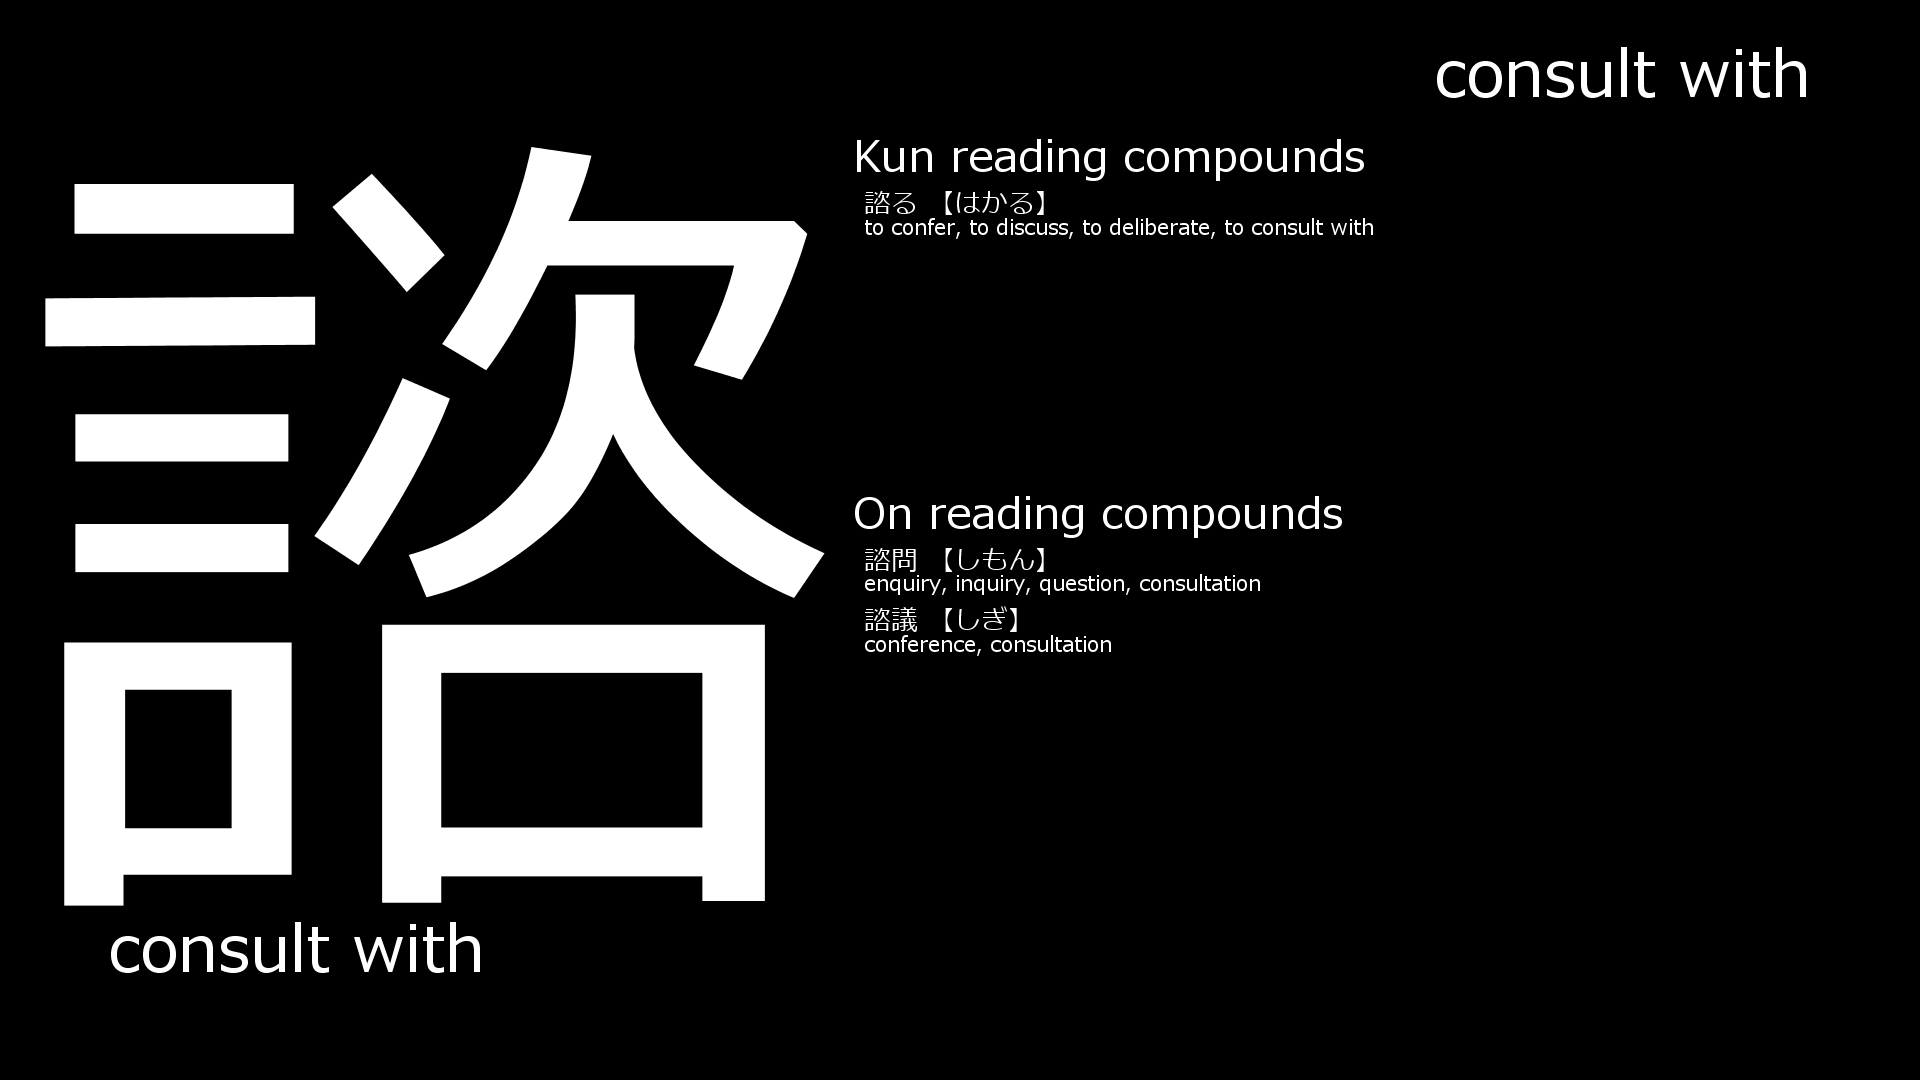 consult with
諮
Kun reading compounds
諮る 【はかる】
to confer, to discuss, to deliberate, to consult with
On reading compounds
諮問 【しもん】
enquiry, inquiry, question, consultation
諮議 【しぎ】
conference, consultation
consult with